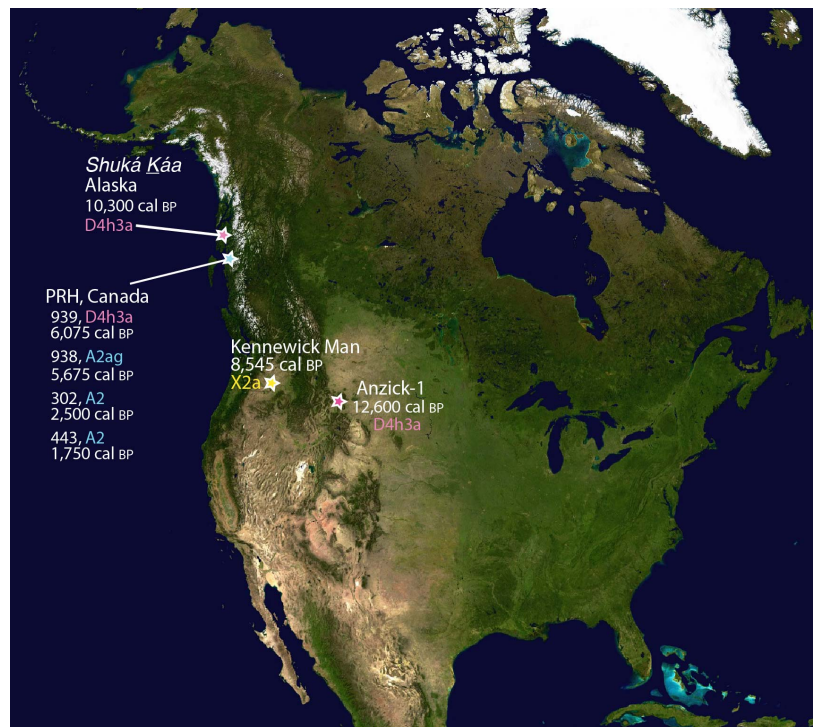 Shuká Ḵáa
Alaska
10,300 cal BP
D4h3a
PRH, Canada
939, D4h3a
6,075 cal BP
938, A2ag
5,675 cal BP
302, A2
2,500 cal BP
443, A2
1,750 cal BP
Kennewick Man
8,545 cal BP
X2a
Anzick-1
12,600 cal BP
D4h3a